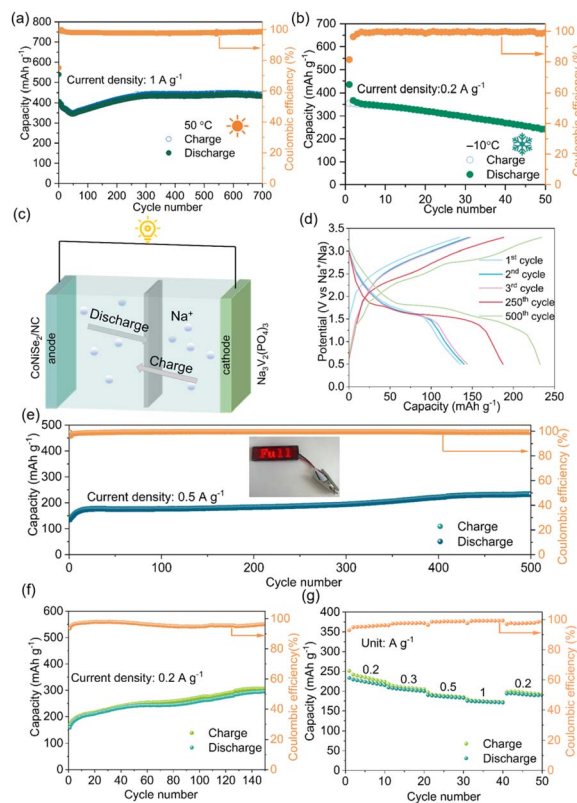 (a)
Capacity (mAh g⁻¹)
800
750
700
600
500
400
300
200
100
0
Current density: 1 A g⁻¹
50 °C
Charge
Discharge
0 100 200 300 400 500 600 700
Cycle number
100
80
60
40
20
0
Coulombic efficiency (%)
(b)
Capacity (mAh g⁻¹)
700
600
500
400
300
200
100
0
Current density:0.2 A g⁻¹
−10°C
Charge
Discharge
0 10 20 30 40 50
Cycle number
100
80
60
40
20
0
Coulombic efficiency (%)
(c)
CoNiSe₂/NC
anode
Discharge
Na⁺
Charge
cathode
Na₃V₂(PO₄)₃
(d)
Potential (V vs Na⁺/Na)
3.5
3.0
2.5
2.0
1.5
1.0
0.5
0.0
1ˢᵗ cycle
2ⁿᵈ cycle
3ʳᵈ cycle
250ᵗʰ cycle
500ᵗʰ cycle
0 50 100 150 200 250
Capacity (mAh g⁻¹)
(e)
Capacity (mAh g⁻¹)
500
400
300
200
100
0
Full
Current density: 0.5 A g⁻¹
Charge
Discharge
0 100 200 300 400 500
Cycle number
100
80
60
40
20
0
Coulombic efficiency (%)
(f)
Capacity (mAh g⁻¹)
600
500
400
300
200
100
0
Current density: 0.2 A g⁻¹
Charge
Discharge
0 20 40 60 80 100 120 140
Cycle number
100
80
60
40
20
0
Coulombic efficiency(%)
(g)
Capacity (mAh g⁻¹)
400
350
300
250
200
150
100
50
0
Unit: A g⁻¹
0.2 0.3 0.5 1 0.2
Charge
Discharge
0 10 20 30 40 50
Cycle number
100
80
60
40
20
0
Coulombic efficiency (%)